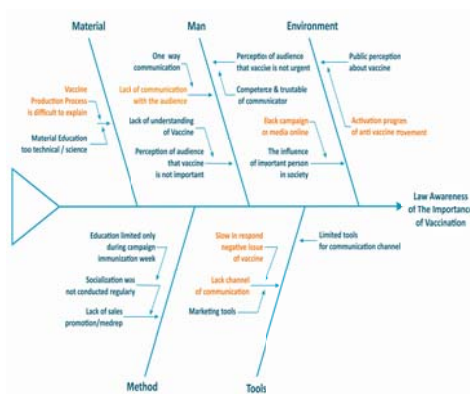 Material
Man
Environment
Vaccine
Production Process
is difficult to explain
Material Education
too technical / science
One way
communication
Lack of communication
with the audience
Lack of understanding
of Vaccine
Perception of audience
that vaccine
is not important
Perception of audience
that vaccine is not urgent
Competence & trustable
of communicator
Back campaign
or media online
The influence
of important person
in society
Public perception
about vaccine
Activation program
of anti vaccine movement
Law Awareness
of The Importance
of Vaccination
Education limited only
during campaign
immunization week
Socialization was
not conducted regulary
Lack of sales
promotion/medrep
Slow in respond
negative issue
of vaccine
Lack channel
of communication
Marketing tools
Limited tools
for communication channel
Method
Tools